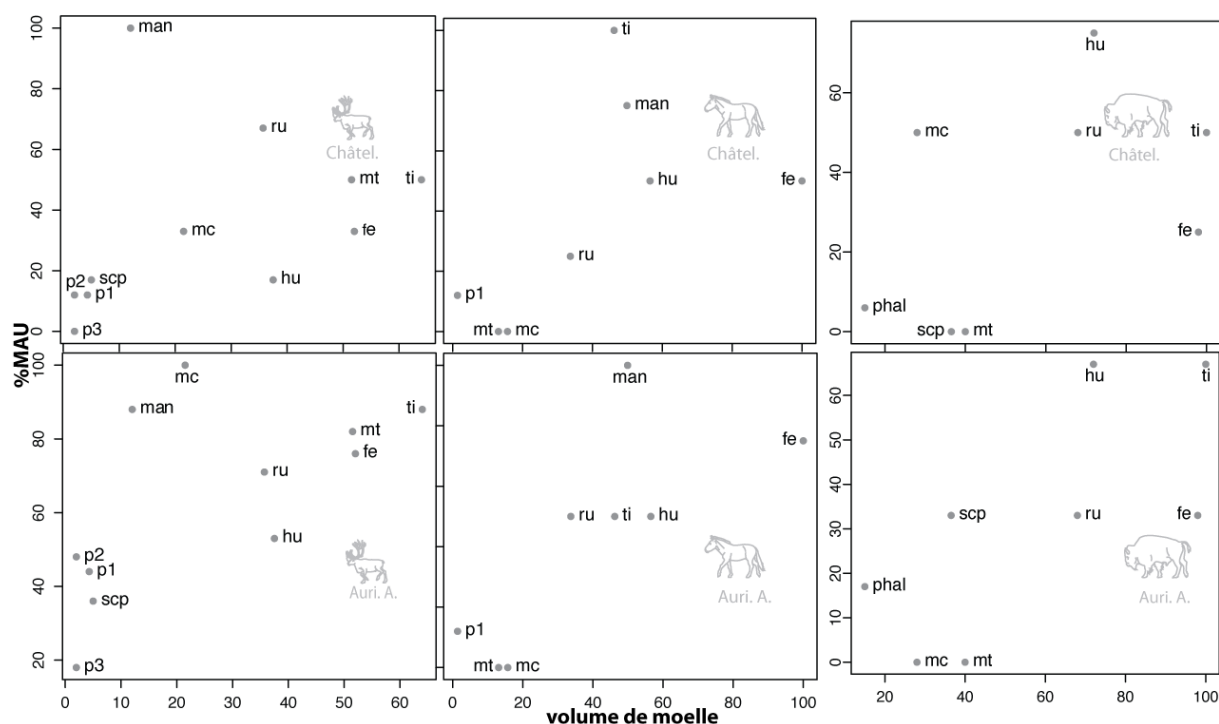 %MAU
100
80
60
40
20
0
man
ru
Châtel.
mt
ti
mc
fe
p2
scp
p1
hu
p3
ti
man
Châtel.
hu
fe
ru
p1
mt
mc
60
40
20
0
hu
mc
ru
ti
Châtel.
fe
phal
scp
mt
100
80
60
40
20
mc
man
ti
mt
fe
ru
hu
p2
p1
scp
p3
Auri. A.
0 10 20 30 40 50 60
man
fe
ru
ti
hu
Auri. A.
p1
mt
mc
0 20 40 60 80 100
60
50
40
30
20
10
0
hu
ti
scp
ru
fe
phal
Auri. A.
mc
mt
20 40 60 80 100
volume de moelle